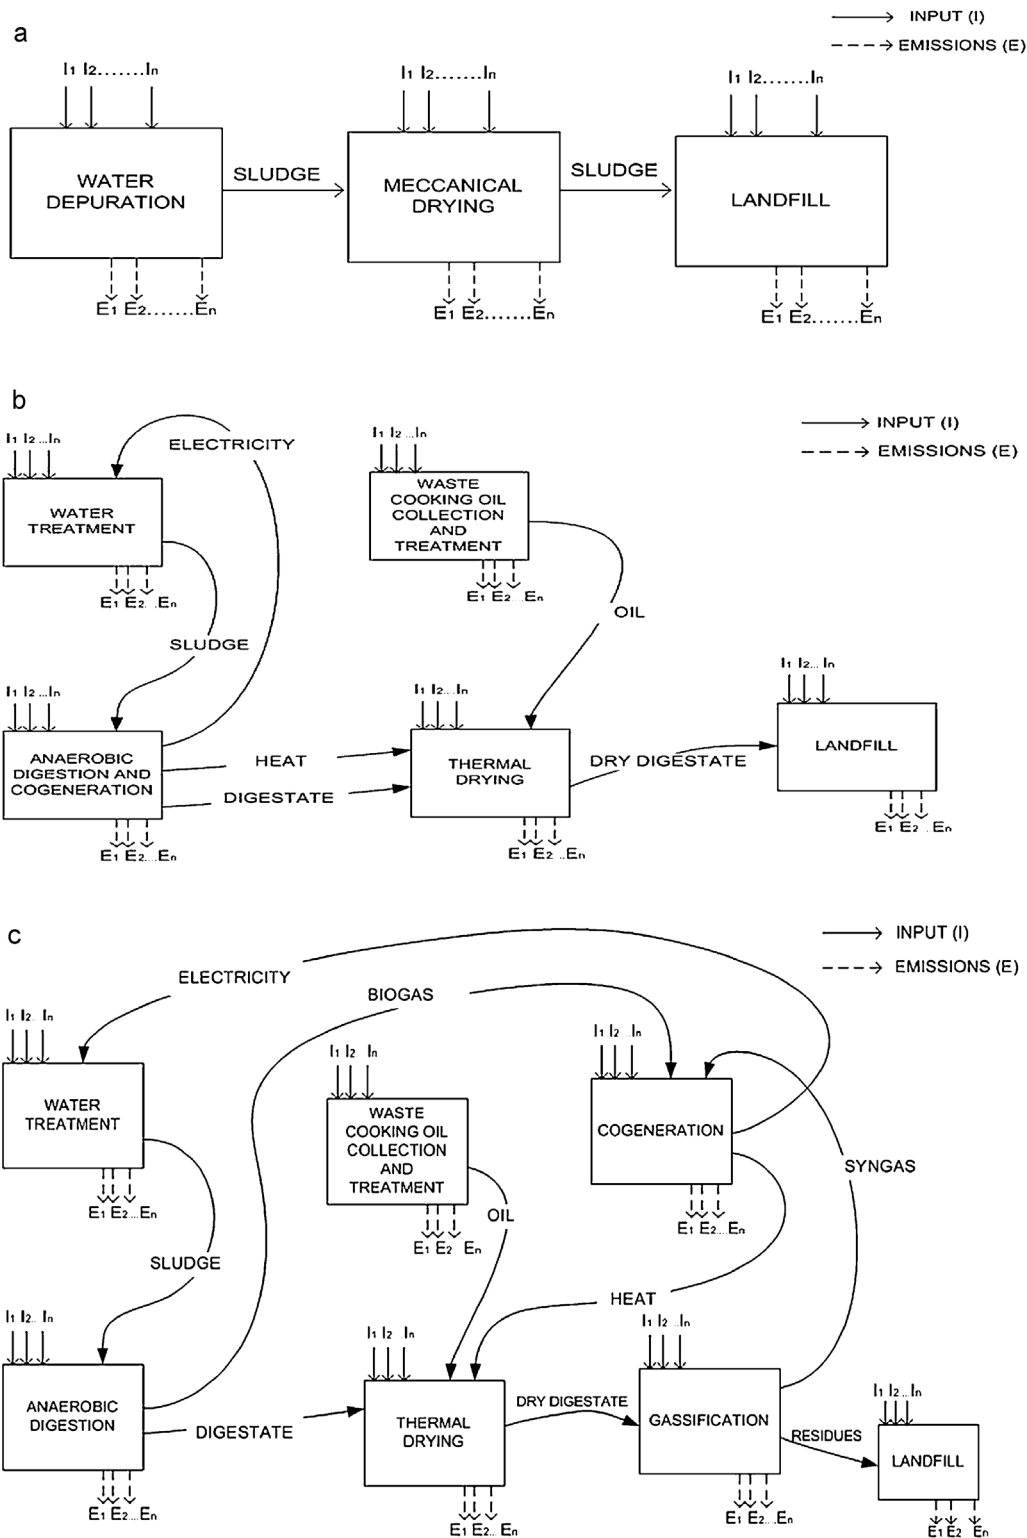 a
INPUT (I)
EMISSIONS (E)
I1 I2.......In
I1 I2.......In
I1 I2.......In
WATER
DEPURATION
SLUDGE
MECCANICAL
DRYING
SLUDGE
LANDFILL
E1 E2.......En
E1 E2.......En
E1 E2.......En
b
INPUT (I)
EMISSIONS (E)
I1 I2...In
ELECTRICITY
I1 I2...In
WATER
TREATMENT
WASTE
COOKING OIL
COLLECTION
AND
TREATMENT
E1 E2....En
E1 E2....En
OIL
SLUDGE
I1 I2...In
I1 I2....In
I1 I2...In
ANAEROBIC
DIGESTION AND
COGENERATION
HEAT
DIGESTATE
THERMAL
DRYING
DRY DIGESTATE
LANDFILL
E1 E2....En
E1 E2....En
E1 E2....En
c
INPUT (I)
EMISSIONS (E)
ELECTRICITY
BIOGAS
I1 I2.. In
I1 I2 In
I1 I2...In
WATER
TREATMENT
WASTE
COOKING OIL
COLLECTION
AND
TREATMENT
COGENERATION
SYNGAS
E1 E2....En
OIL
E1 E2 En
E1 E2....En
SLUDGE
HEAT
I1 I2.. In
I1 I2 In
I1 I2....In
ANAEROBIC
DIGESTION
DIGESTATE
THERMAL
DRYING
DRY DIGESTATE
GASSIFICATION
RESIDUES
I1 I2...In
LANDFILL
E1 E2....En
E1 E2... En
E1 E2....En
E1 E2 En